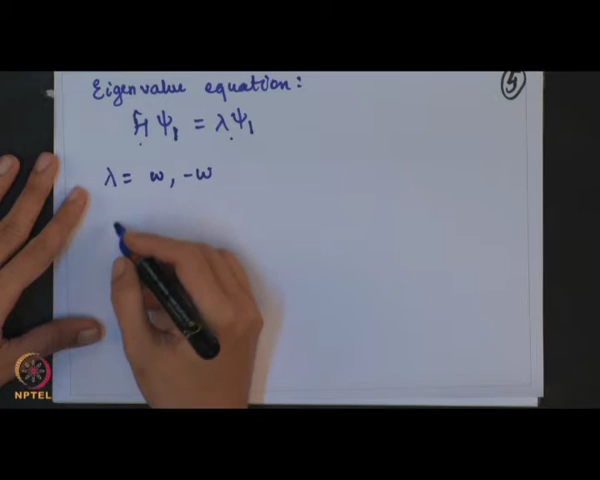 Eigenvalue equation:
5
H ψ₁ = λ ψ₁
λ = ω, -ω
NPTEL